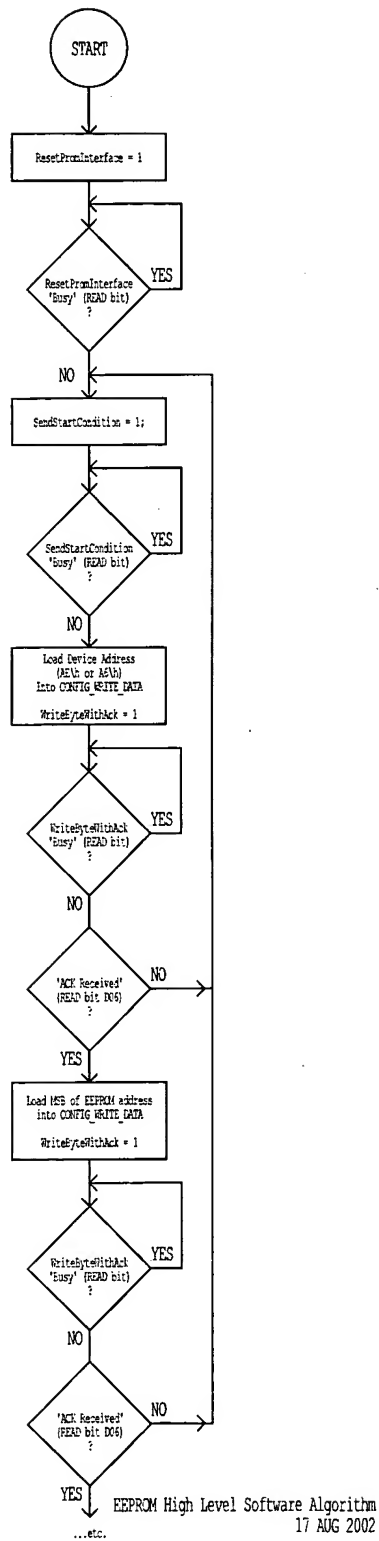 START
ResetPromInterface = 1
ResetPromInterface
'Busy' (READ bit)
?
YES
NO
SendStartCondition = 1;
SendStartCondition
'Busy' (READ bit)
?
YES
NO
Load Device Address
into CONFIG_WRITE_DATA
WriteByteWithAck = 1
WriteByteWithAck
'Busy' (READ bit)
?
YES
NO
'ACK Received'
(READ bit D06)
?
NO
YES
Load MSB of EEPROM address
into CONFIG_WRITE_DATA
WriteByteWithAck = 1
WriteByteWithAck
'Busy' (READ bit)
?
YES
NO
'ACK Received'
(READ bit D06)
?
NO
YES
...etc.
EEPROM High Level Software Algorithm
17 AUG 2002